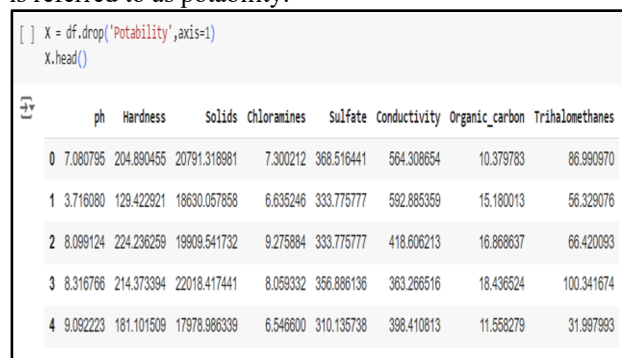 is referred to as potability.
[ ] X = df.drop('Potability',axis=1)
X.head()
ph Hardness Solids Chloramines Sulfate Conductivity Organic_carbon Trihalomethanes
0 7.080795 204.890455 20791.318981 7.300212 368.516441 564.308654 10.379783 86.990970
1 3.716080 129.422921 18630.057858 6.635246 333.775777 592.885359 15.180013 56.329076
2 8.099124 224.236259 19909.541732 9.275884 333.775777 418.606213 16.868637 66.420093
3 8.316766 214.373394 22018.417441 8.059332 356.886136 363.266516 18.436524 100.341674
4 9.092223 181.101509 17978.986339 6.546600 310.135738 398.410813 11.558279 31.997993